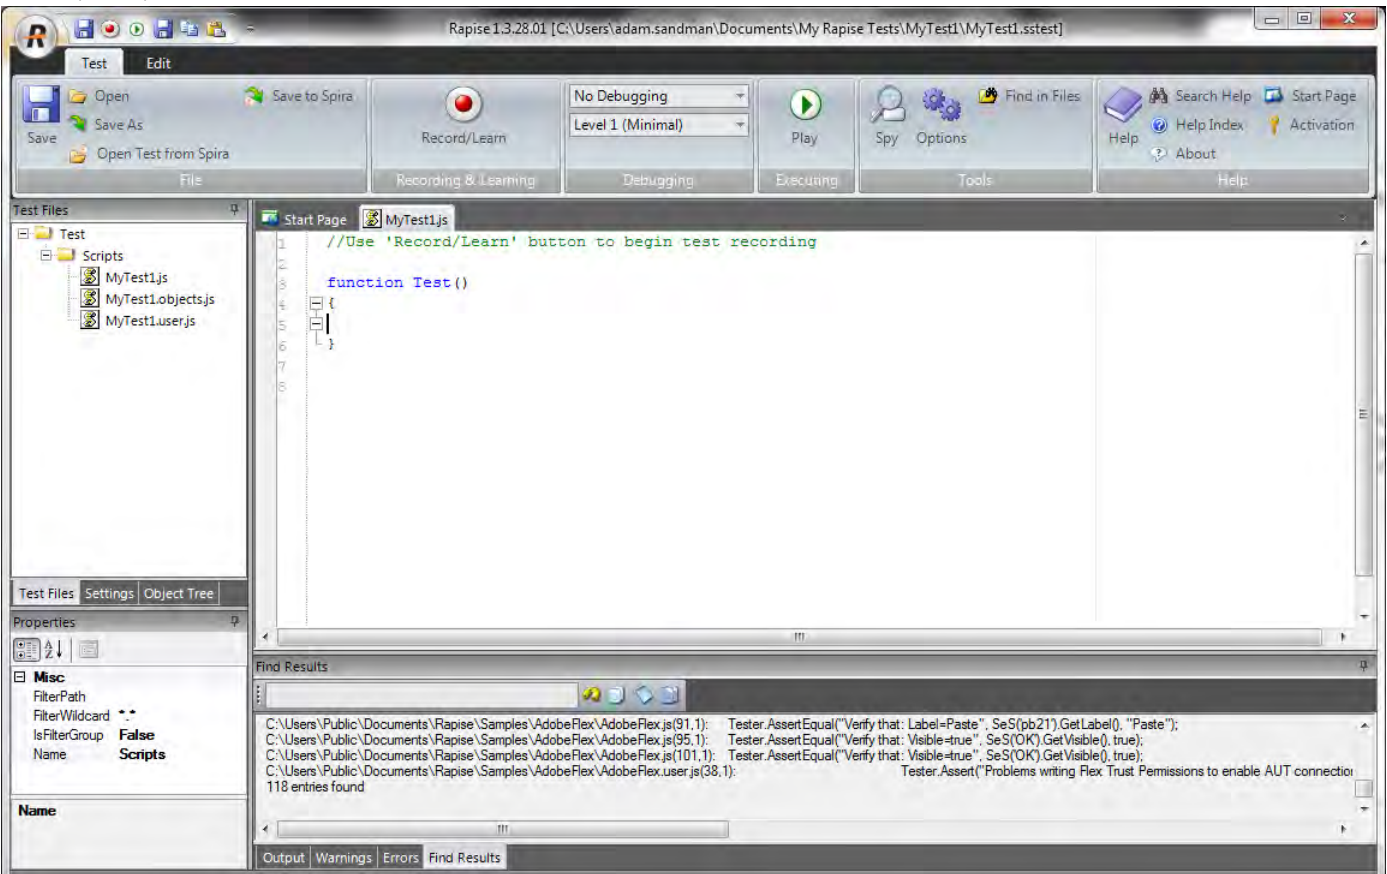 Rapise 1.3.28.01 [C:\Users\adam.sandman\Documents\My Rapise Tests\MyTest1\MyTest1.sstest]
Test Edit
Save
Open
Save As
Open Test from Spira
Save to Spira
File
Record/Learn
Recording & Learning
No Debugging
Level 1 (Minimal)
Debugging
Play
Executing
Spy
Options
Find in Files
Tools
Help
Search Help
Help Index
About
Start Page
Activation
Help
Test Files
Test
Scripts
MyTest1.js
MyTest1.objects.js
MyTest1.user.js
Test Files Settings Object Tree
Start Page MyTest1.js
1 //Use 'Record/Learn' button to begin test recording
2
3 function Test()
4 {
5
6 }
7
8
Properties
Misc
FilterPath
FilterWildcard *.*
IsFilterGroup False
Name Scripts
Name
Find Results
C:\Users\Public\Documents\Rapise\Samples\AdobeFlex\AdobeFlex.js(91,1): Tester.AssertEqual("Verify that: Label=Paste", SeS('pb21').GetLabel(), "Paste");
C:\Users\Public\Documents\Rapise\Samples\AdobeFlex\AdobeFlex.js(95,1): Tester.AssertEqual("Verify that: Visible=true", SeS('OK').GetVisible(), true);
C:\Users\Public\Documents\Rapise\Samples\AdobeFlex\AdobeFlex.js(101,1): Tester.AssertEqual("Verify that: Visible=true", SeS('OK').GetVisible(), true);
C:\Users\Public\Documents\Rapise\Samples\AdobeFlex\AdobeFlex.user.js(38,1): Tester.Assert("Problems writing Flex Trust Permissions to enable AUT connection
118 entries found
Output Warnings Errors Find Results